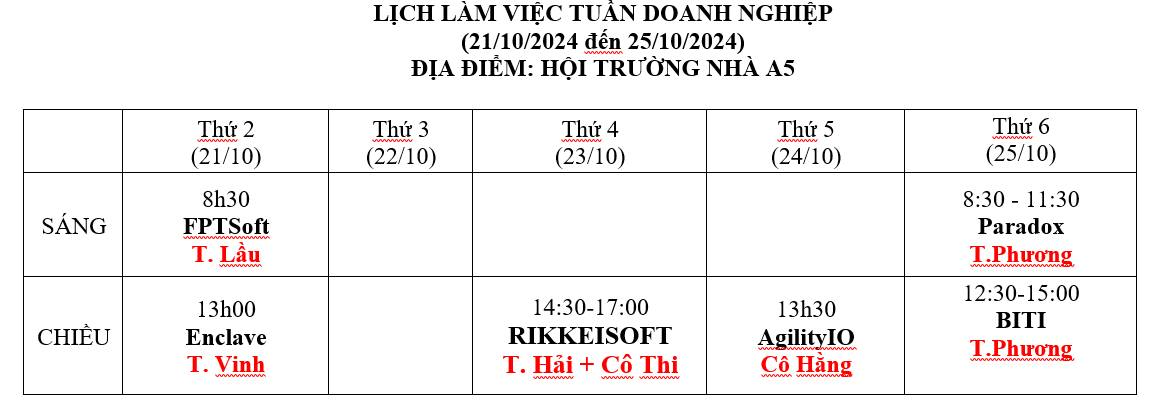 LỊCH LÀM VIỆC TUẦN DOANH NGHIỆP
(21/10/2024 đến 25/10/2024)
ĐỊA ĐIỂM: HỘI TRƯỜNG NHÀ A5
Thứ 2
(21/10)
Thứ 3
(22/10)
Thứ 4
(23/10)
Thứ 5
(24/10)
Thứ 6
(25/10)
SÁNG
8h30
FPTSoft
T. Lầu
8:30 - 11:30
Paradox
T.Phương
CHIỀU
13h00
Enclave
T. Vinh
14:30-17:00
RIKKEISOFT
T. Hải + Cô Thi
13h30
AgilityIO
Cô Hằng
12:30-15:00
BITI
T.Phương